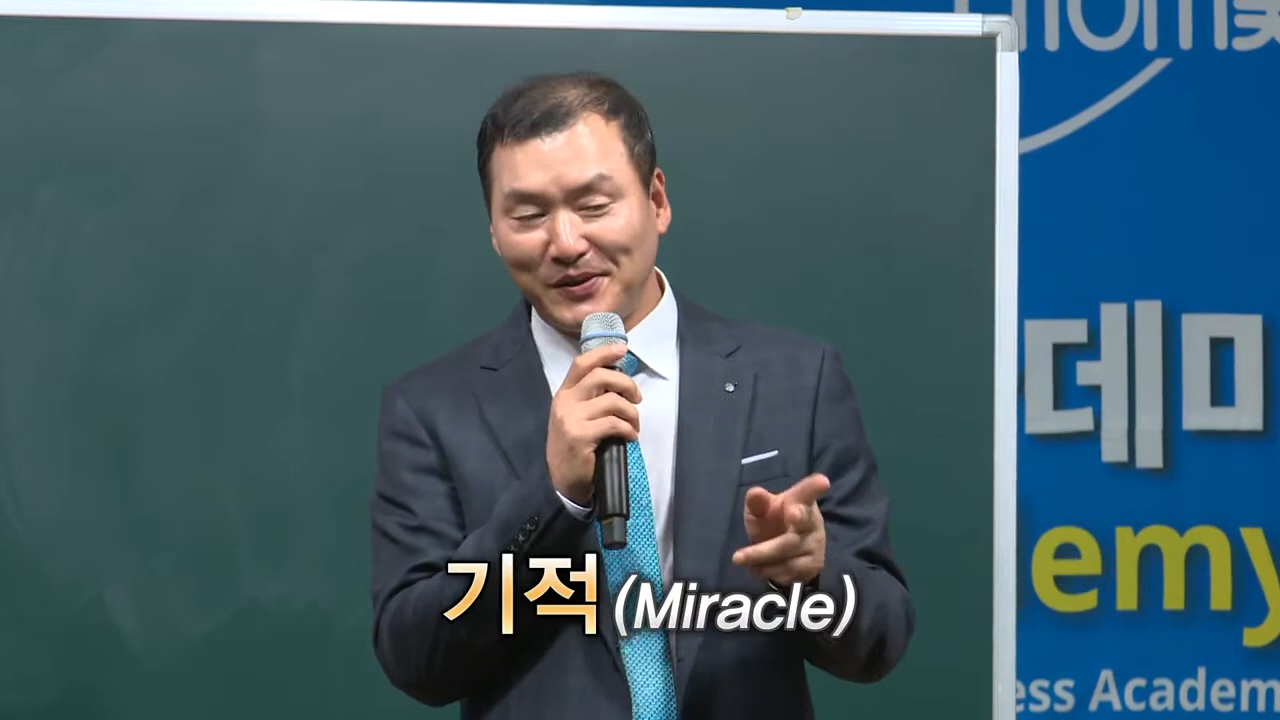 데미
emy
ess Academ
기적 (Miracle)